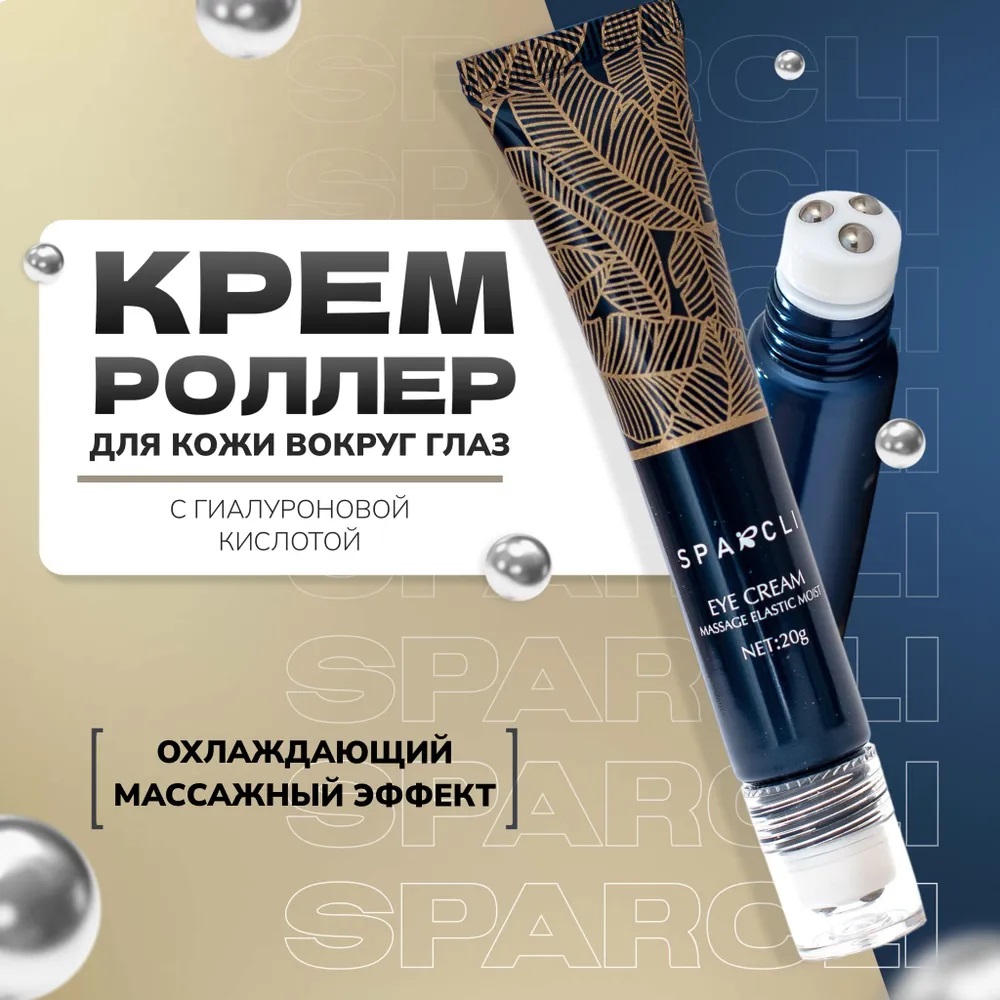 SPARCLI
SPARCLI
КРЕМ
РОЛЛЕР
ДЛЯ КОЖИ ВОКРУГ ГЛАЗ
С ГИАЛУРОНОВОЙ
КИСЛОТОЙ
SPARCLI
EYE CREAM
MASSAGE ELASTIC MOIST
NET:20g
SPARCLI
ОХЛАЖДАЮЩИЙ
МАССАЖНЫЙ ЭФФЕКТ
SPARCLI
SPARCLI